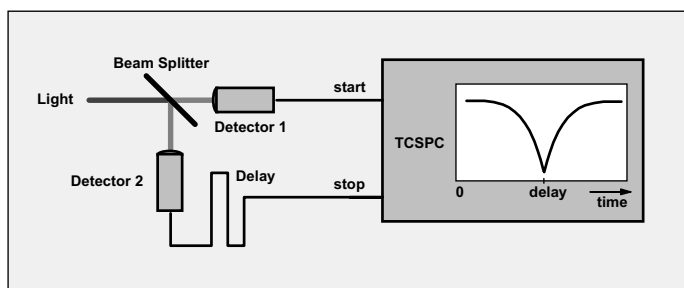 Beam Splitter
Light
start
Detector 1
TCSPC
Detector 2
Delay
stop
0
delay
time